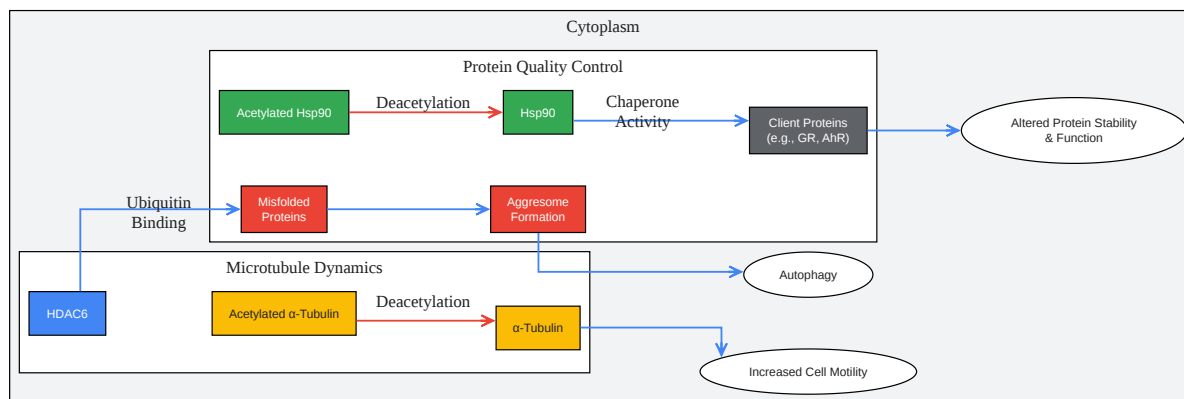 Cytoplasm
Protein Quality Control
Acetylated Hsp90
Deacetylation
Hsp90
Chaperone
Activity
Client Proteins
(e.g., GR, AhR)
Altered Protein Stability
& Function
Ubiquitin
Binding
Misfolded
Proteins
Aggresome
Formation
Autophagy
Microtubule Dynamics
HDAC6
Acetylated α-Tubulin
Deacetylation
α-Tubulin
Increased Cell Motility